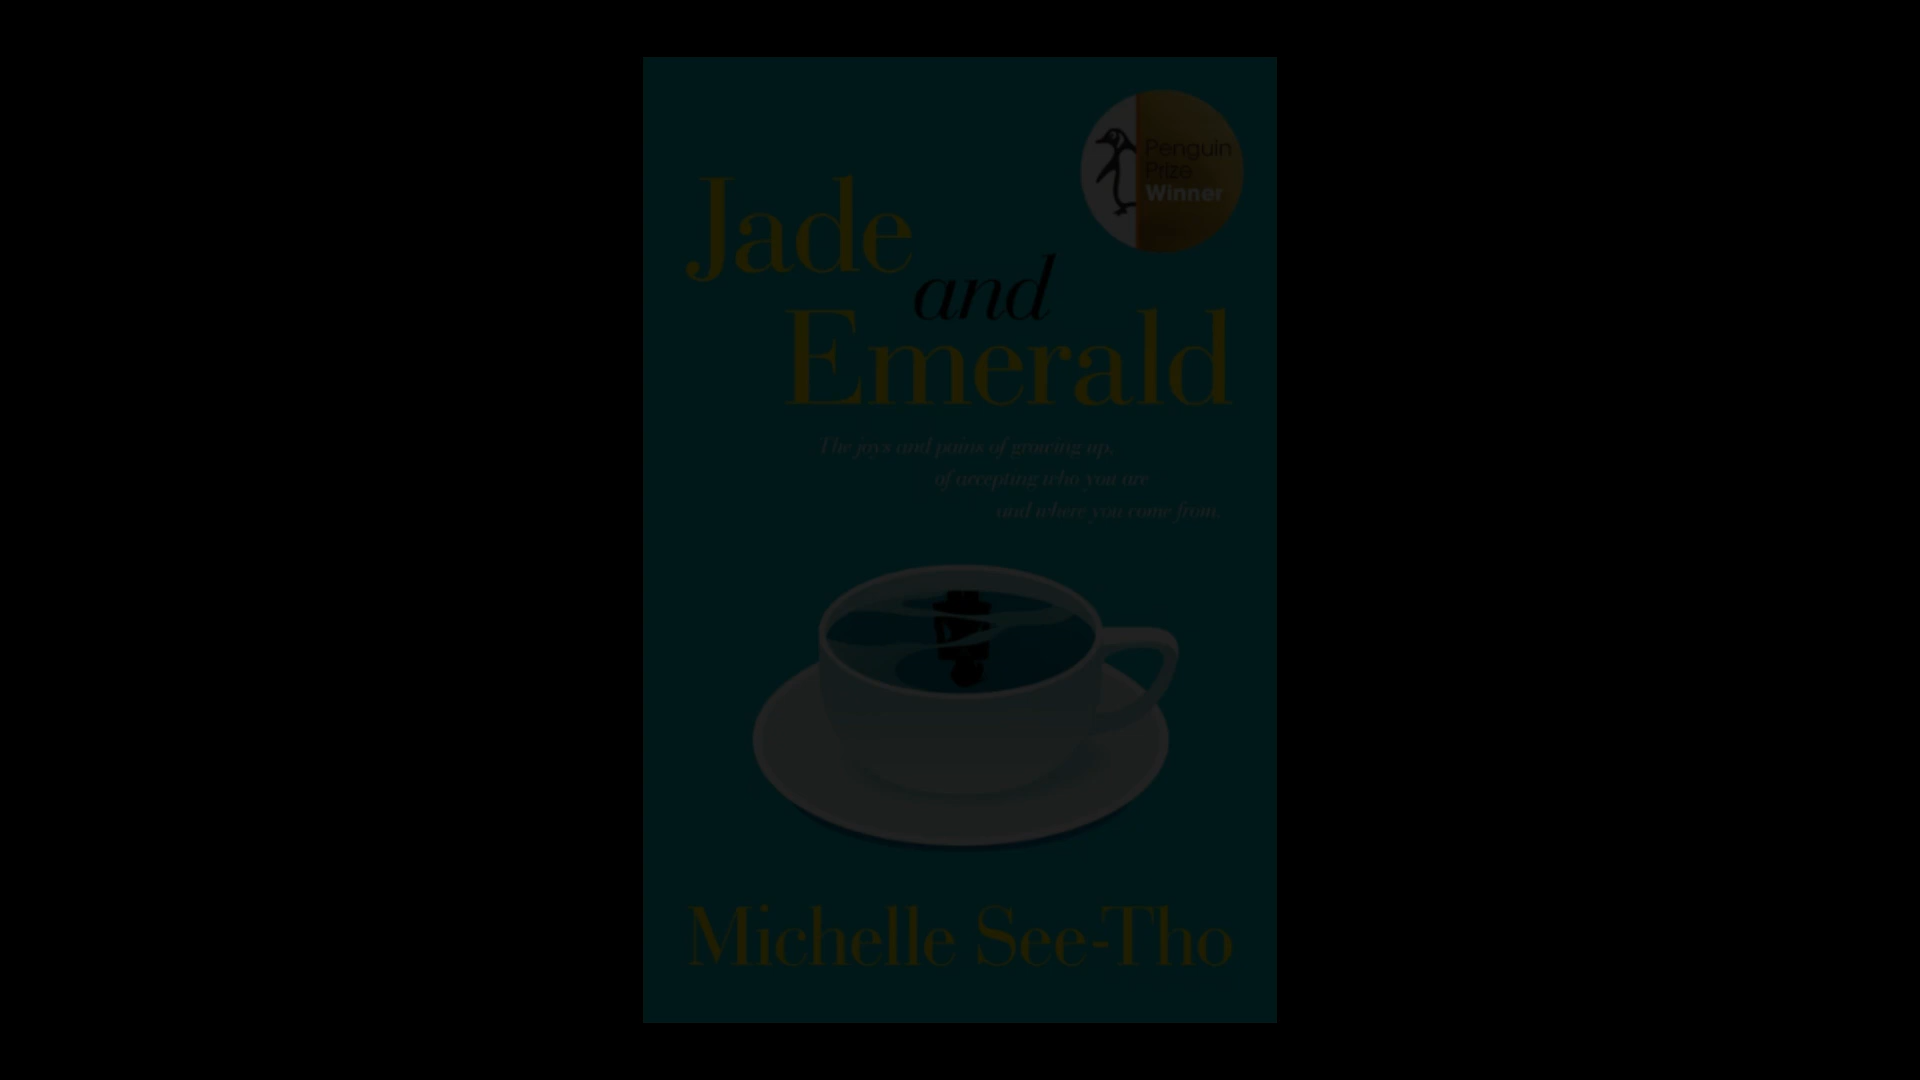 Penguin
Prize
Winner
Jade
and
Emerald
The joys and pains of growing up,
of accepting who you are
and where you come from.
Michelle See-Tho